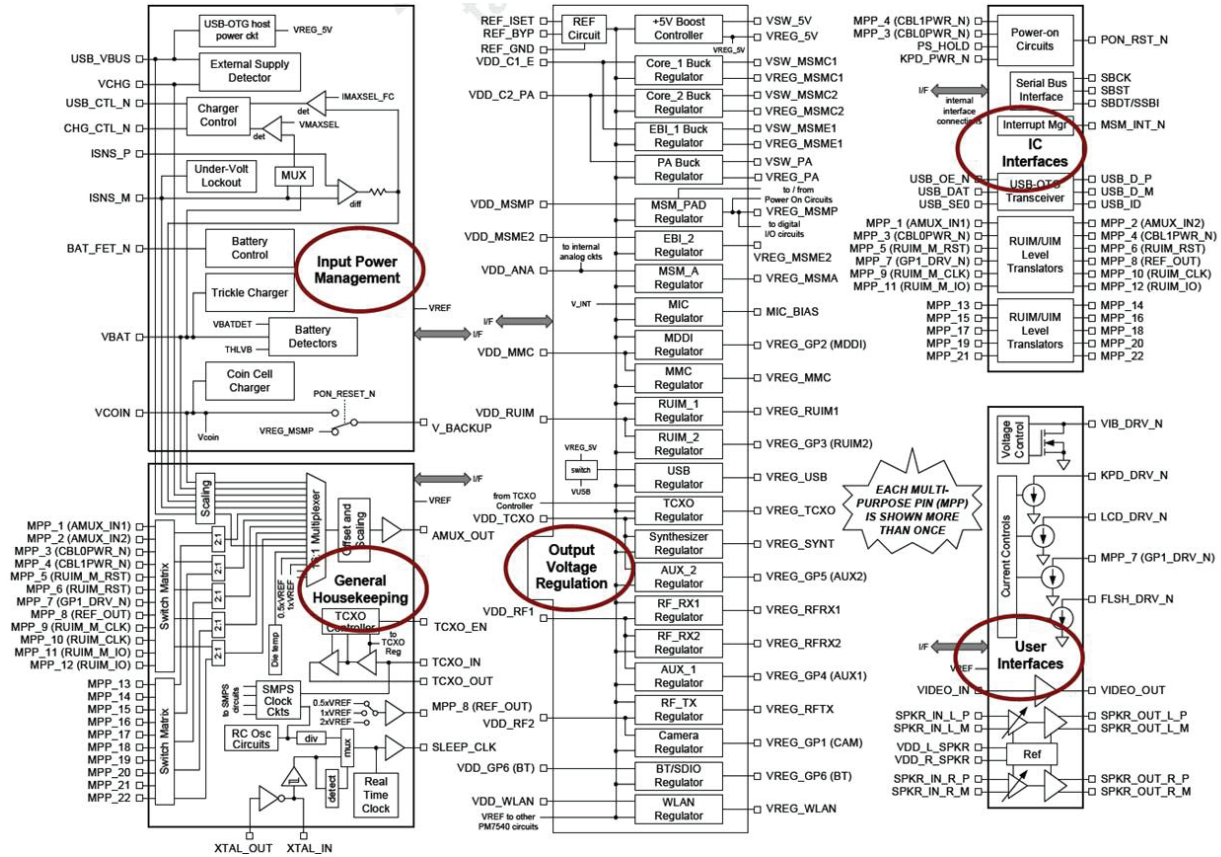 USB-OTG host
power ckt
VREG_5V
USB_VBUS
External Supply
Detector
VCHG
USB_CTL_N
IMAXSEL_FC
det
Charger
Control
VMAXSEL
CHG_CTL_N
det
ISNS_P
Under-Volt
Lockout
MUX
ISNS_M
diff
BAT_FET_N
Battery
Control
Input Power
Management
Trickle Charger
VREF
VBATDET
VBAT
Battery
Detectors
I/F
THLVB
Coin Cell
Charger
PON_RESET_N
VCOIN
Vcoin
VREG_MSMP
V_BACKUP
I/F
VREF
Scaling
16:1 Multiplexer
Offset and
Scaling
AMUX_OUT
MPP_1 (AMUX_IN1)
MPP_2 (AMUX_IN2)
MPP_3 (CBL0PWR_N)
MPP_4 (CBL1PWR_N)
MPP_5 (RUIM_M_RST)
MPP_6 (RUIM_RST)
MPP_7 (GP1_DRV_N)
MPP_8 (REF_OUT)
MPP_9 (RUIM_M_CLK)
MPP_10 (RUIM_CLK)
MPP_11 (RUIM_M_IO)
MPP_12 (RUIM_IO)
Switch Matrix
2:1
2:1
2:1
2:1
2:1
0.5xVREF
1xVREF
Die temp
General
Housekeeping
TCXO
Controller
TCXO_EN
to
TCXO
Reg
TCXO_IN
TCXO_OUT
MPP_13
MPP_14
MPP_15
MPP_16
MPP_17
MPP_18
MPP_19
MPP_20
MPP_21
MPP_22
Switch Matrix
to SMPS
circuits
SMPS
Clock
Ckts
0.5xVREF
1xVREF
2xVREF
MPP_8 (REF_OUT)
RC Osc
Circuits
div
mux
SLEEP_CLK
detect
Real
Time
Clock
XTAL_OUT
XTAL_IN
REF_ISET
REF_BYP
REF_GND
REF
Circuit
+5V Boost
Controller
VSW_5V
VREG_5V
VREG_5V
VDD_C1_E
Core_1 Buck
Regulator
VSW_MSMC1
VREG_MSMC1
VDD_C2_PA
Core_2 Buck
Regulator
VSW_MSMC2
VREG_MSMC2
EBI_1 Buck
Regulator
VSW_MSME1
VREG_MSME1
PA Buck
Regulator
VSW_PA
VREG_PA
to / from
Power On Circuits
VDD_MSMP
MSM_PAD
Regulator
VREG_MSMP
to digital
I/O circuits
VDD_MSME2
EBI_2
Regulator
VREG_MSME2
to internal
analog ckts
VDD_ANA
MSM_A
Regulator
VREG_MSMA
V_INT
I/F
MIC
Regulator
MIC_BIAS
MDDI
Regulator
VREG_GP2 (MDDI)
VDD_MMC
MMC
Regulator
VREG_MMC
VDD_RUIM
RUIM_1
Regulator
VREG_RUIM1
RUIM_2
Regulator
VREG_GP3 (RUIM2)
VREG_5V
switch
VUSB
USB
Regulator
VREG_USB
from TCXO
Controller
TCXO
Regulator
VREG_TCXO
VDD_TCXO
Synthesizer
Regulator
VREG_SYNT
Output
Voltage
Regulation
AUX_2
Regulator
VREG_GP5 (AUX2)
VDD_RF1
RF_RX1
Regulator
VREG_RFRX1
RF_RX2
Regulator
VREG_RFRX2
AUX_1
Regulator
VREG_GP4 (AUX1)
VDD_RF2
RF_TX
Regulator
VREG_RFTX
Camera
Regulator
VREG_GP1 (CAM)
VDD_GP6 (BT)
BT/SDIO
Regulator
VREG_GP6 (BT)
VDD_WLAN
WLAN
Regulator
VREG_WLAN
VREF to other
PM7540 circuits
MPP_4 (CBL1PWR_N)
MPP_3 (CBL0PWR_N)
PS_HOLD
KPD_PWR_N
Power-on
Circuits
PON_RST_N
I/F
internal
interface
connections
Serial Bus
Interface
SBCK
SBST
SBDT/SSBI
Interrupt Mgr
MSM_INT_N
IC
Interfaces
USB_OE_N
USB_DAT
USB_SE0
USB-OTG
Transceiver
USB_D_P
USB_D_M
USB_ID
MPP_1 (AMUX_IN1)
MPP_3 (CBL0PWR_N)
MPP_5 (RUIM_M_RST)
MPP_7 (GP1_DRV_N)
MPP_9 (RUIM_M_CLK)
MPP_11 (RUIM_M_IO)
RUIM/UIM
Level
Translators
MPP_2 (AMUX_IN2)
MPP_4 (CBL1PWR_N)
MPP_6 (RUIM_RST)
MPP_8 (REF_OUT)
MPP_10 (RUIM_CLK)
MPP_12 (RUIM_IO)
MPP_13
MPP_15
MPP_17
MPP_19
MPP_21
RUIM/UIM
Level
Translators
MPP_14
MPP_16
MPP_18
MPP_20
MPP_22
EACH MULTI-
PURPOSE PIN (MPP)
IS SHOWN MORE
THAN ONCE
Voltage
Control
VIB_DRV_N
Current Controls
KPD_DRV_N
LCD_DRV_N
MPP_7 (GP1_DRV_N)
FLSH_DRV_N
I/F
VREF
User
Interfaces
VIDEO_IN
VIDEO_OUT
SPKR_IN_L_P
SPKR_IN_L_M
SPKR_OUT_L_P
SPKR_OUT_L_M
VDD_L_SPKR
VDD_R_SPKR
Ref
SPKR_IN_R_P
SPKR_IN_R_M
SPKR_OUT_R_P
SPKR_OUT_R_M